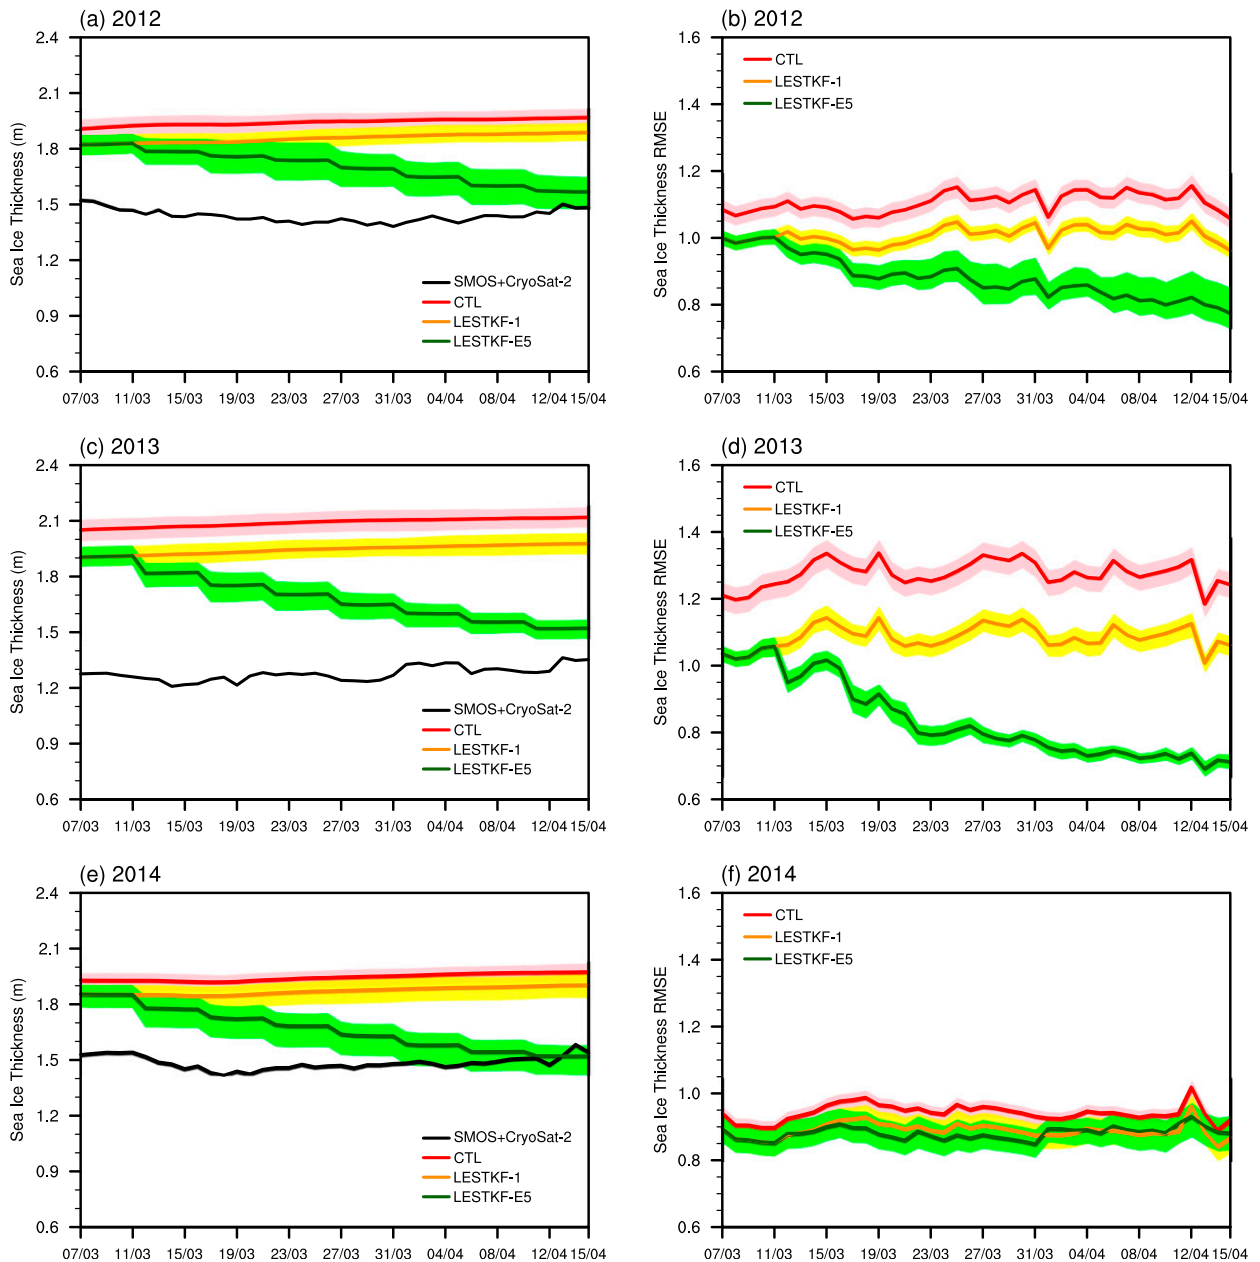 (a) 2012
2.4
2.1
1.8
1.5
1.2
0.9
0.6
Sea Ice Thickness (m)
SMOS+CryoSat-2
CTL
LESTKF-1
LESTKF-E5
07/03 11/03 15/03 19/03 23/03 27/03 31/03 04/04 08/04 12/04 15/04
(b) 2012
1.6
1.4
1.2
1.0
0.8
0.6
Sea Ice Thickness RMSE
CTL
LESTKF-1
LESTKF-E5
07/03 11/03 15/03 19/03 23/03 27/03 31/03 04/04 08/04 12/04 15/04
(c) 2013
2.4
2.1
1.8
1.5
1.2
0.9
0.6
Sea Ice Thickness (m)
SMOS+CryoSat-2
CTL
LESTKF-1
LESTKF-E5
07/03 11/03 15/03 19/03 23/03 27/03 31/03 04/04 08/04 12/04 15/04
(d) 2013
1.6
1.4
1.2
1.0
0.8
0.6
Sea Ice Thickness RMSE
CTL
LESTKF-1
LESTKF-E5
07/03 11/03 15/03 19/03 23/03 27/03 31/03 04/04 08/04 12/04 15/04
(e) 2014
2.4
2.1
1.8
1.5
1.2
0.9
0.6
Sea Ice Thickness (m)
SMOS+CryoSat-2
CTL
LESTKF-1
LESTKF-E5
07/03 11/03 15/03 19/03 23/03 27/03 31/03 04/04 08/04 12/04 15/04
(f) 2014
1.6
1.4
1.2
1.0
0.8
0.6
Sea Ice Thickness RMSE
CTL
LESTKF-1
LESTKF-E5
07/03 11/03 15/03 19/03 23/03 27/03 31/03 04/04 08/04 12/04 15/04